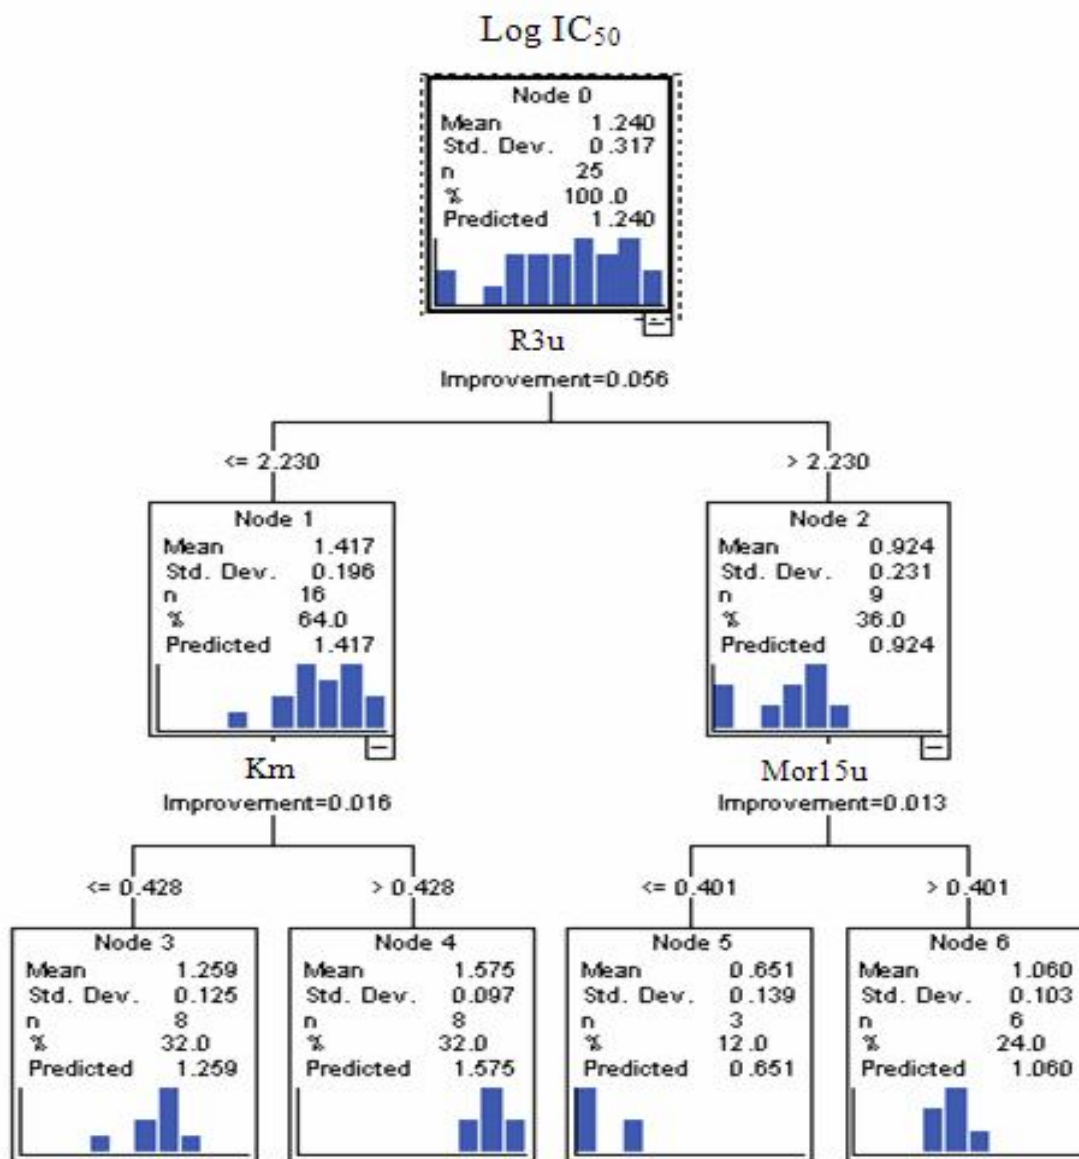 Log IC50
Node 0
Mean 1.240
Std. Dev. 0.317
n 25
% 100.0
Predicted 1.240
R3u
Improvement=0.056
<= 2.230
> 2.230
Node 1
Mean 1.417
Std. Dev. 0.196
n 16
% 64.0
Predicted 1.417
Node 2
Mean 0.924
Std. Dev. 0.231
n 9
% 36.0
Predicted 0.924
Km
Improvement=0.016
Mor15u
Improvement=0.013
<= 0.428
> 0.428
<= 0.401
> 0.401
Node 3
Mean 1.259
Std. Dev. 0.125
n 8
% 32.0
Predicted 1.259
Node 4
Mean 1.575
Std. Dev. 0.097
n 8
% 32.0
Predicted 1.575
Node 5
Mean 0.651
Std. Dev. 0.139
n 3
% 12.0
Predicted 0.651
Node 6
Mean 1.060
Std. Dev. 0.103
n 6
% 24.0
Predicted 1.060